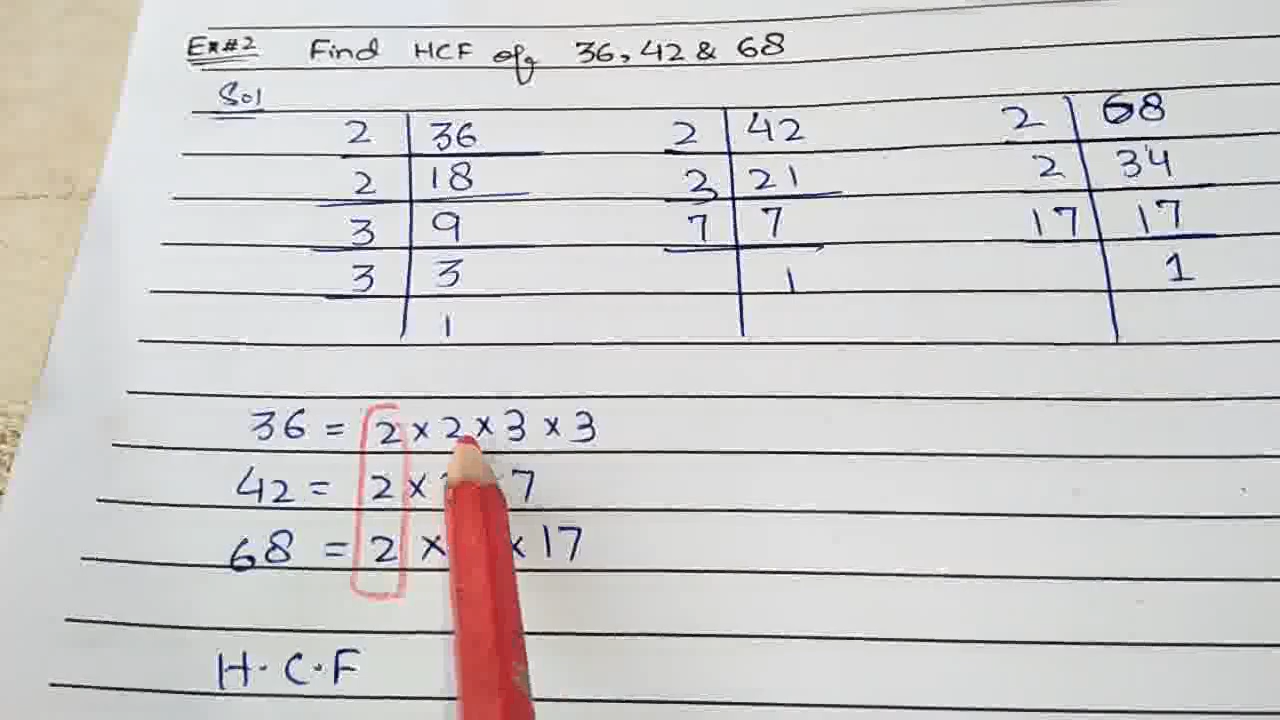 Ex#2 Find HCF of 36, 42 & 68
Sol
2 36 2 42 2 68
2 18 3 21 2 34
3 9 7 7 17 17
3 3 1 1
1
36 = 2 × 2 × 3 × 3
42 = 2 × 7
68 = 2 × × 17
H.C.F